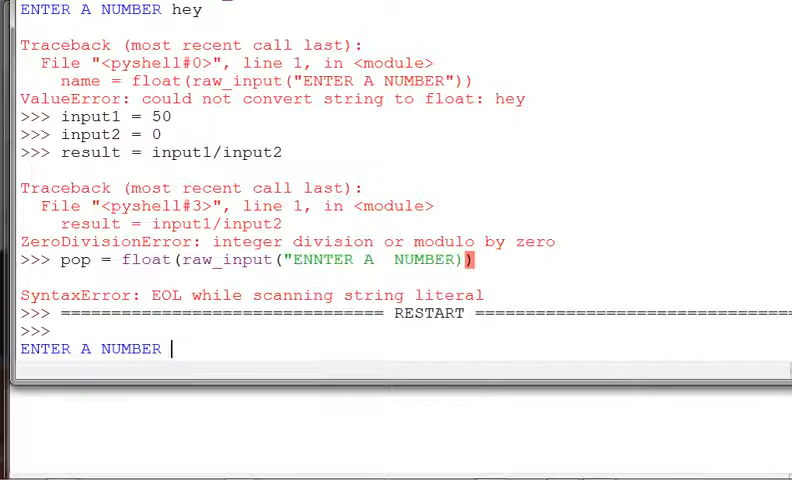 ENTER A NUMBER hey
Traceback (most recent call last):
File "<pyshell#0>", line 1, in <module>
name = float(raw_input("ENTER A NUMBER"))
ValueError: could not convert string to float: hey
>>> input1 = 50
>>> input2 = 0
>>> result = input1/input2
Traceback (most recent call last):
File "<pyshell#3>", line 1, in <module>
result = input1/input2
ZeroDivisionError: integer division or modulo by zero
>>> pop = float(raw_input("ENNTER A  NUMBER))
SyntaxError: EOL while scanning string literal
>>> ================================ RESTART ================================
>>>
ENTER A NUMBER